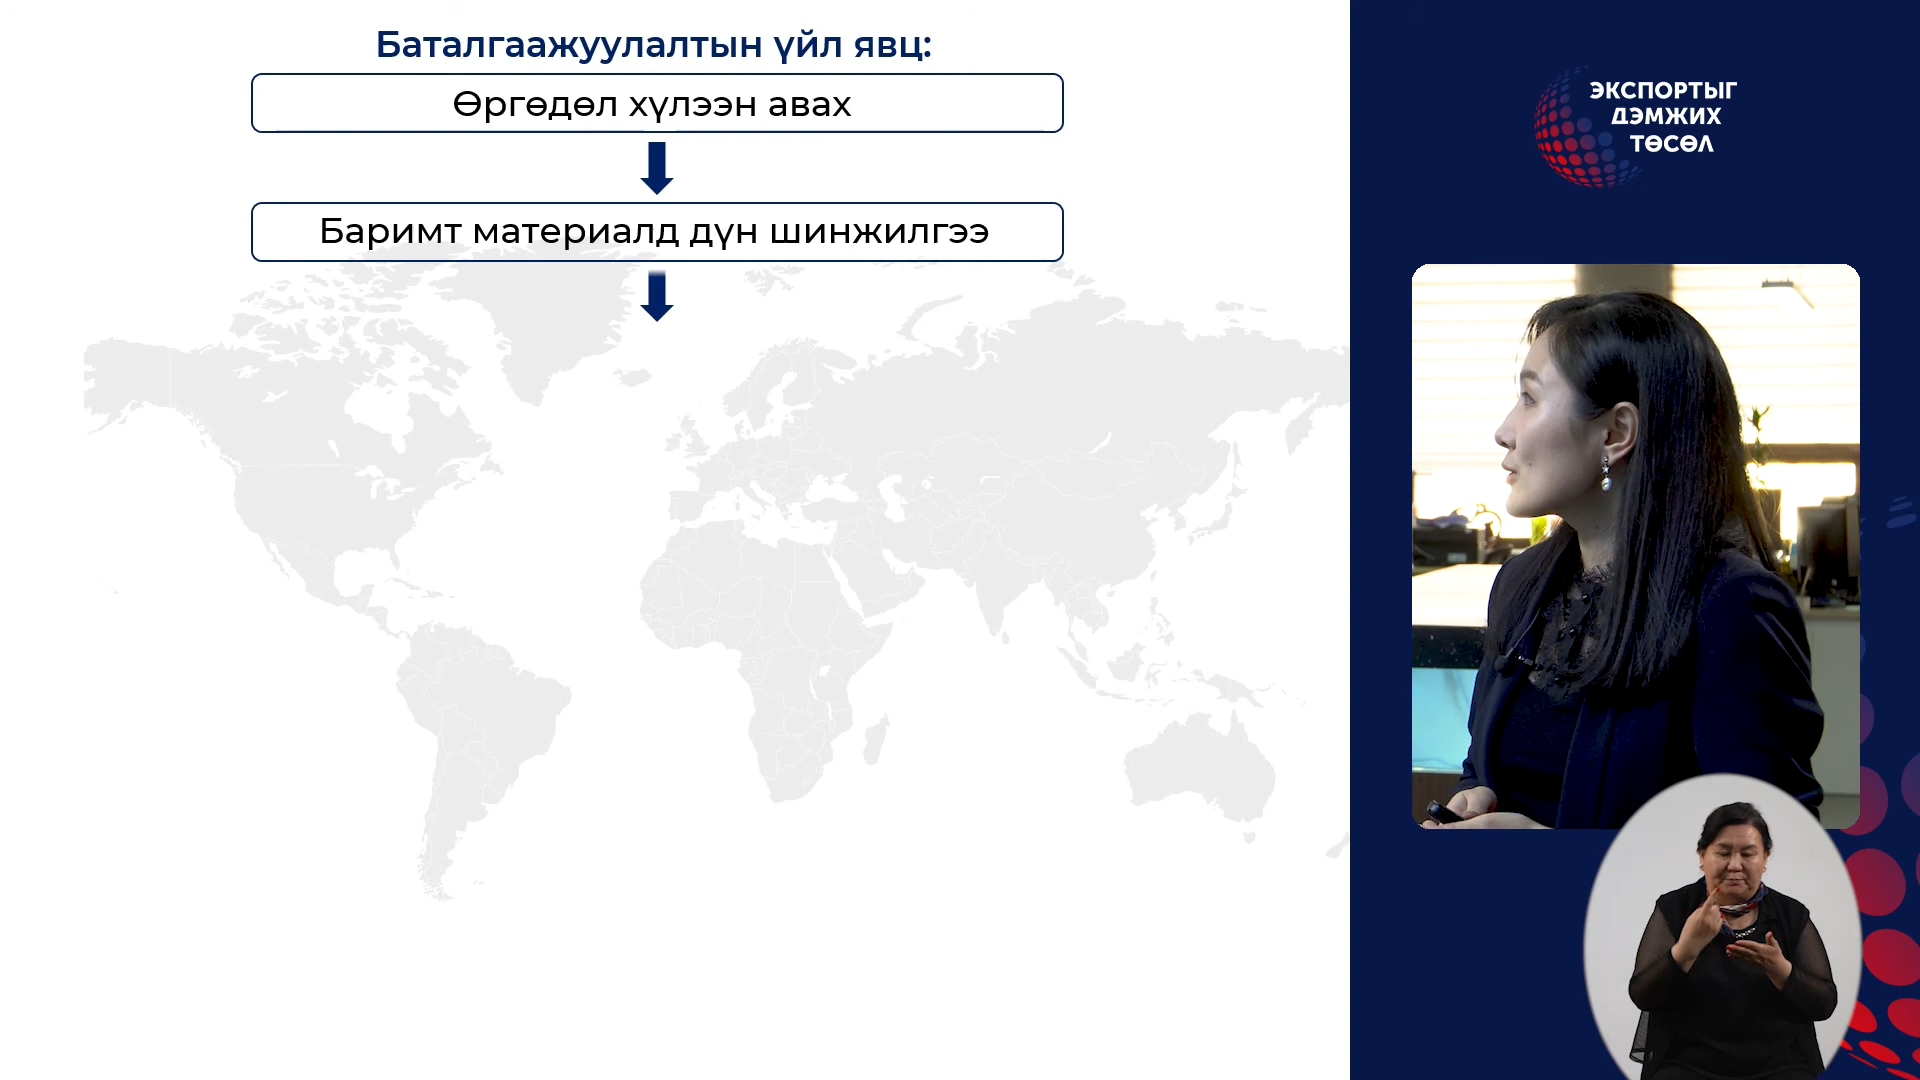 Баталгаажуулалтын үйл явц:
Өргөдөл хүлээн авах
Баримт материалд дүн шинжилгээ
ЭКСПОРТЫГ
ДЭМЖИХ
ТӨСӨЛ